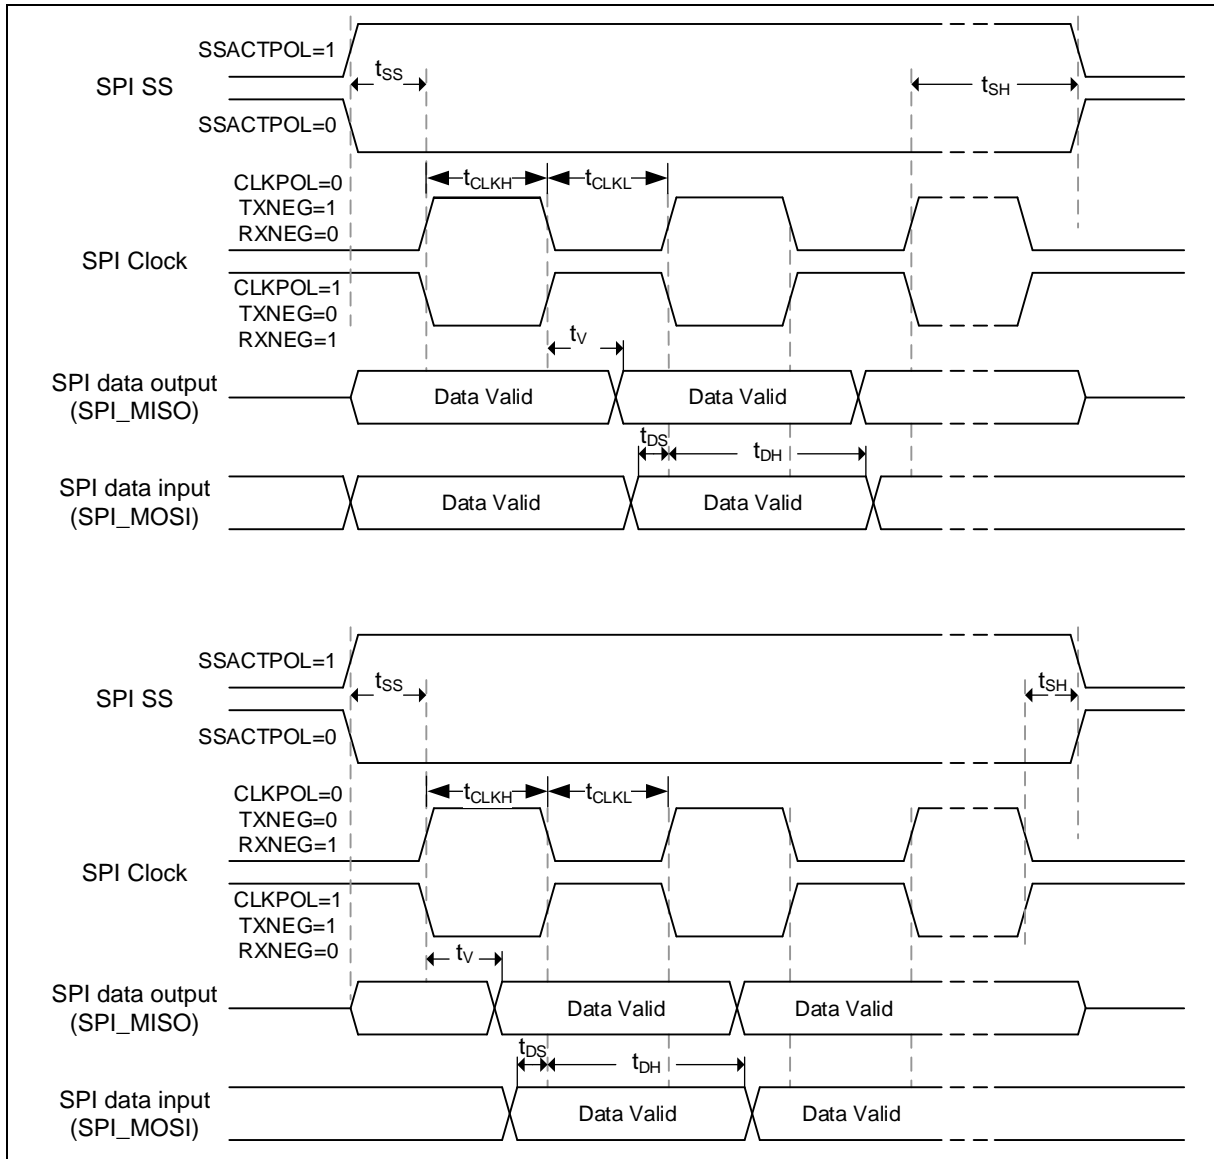 SSACTPOL=1
SPI SS
tSS
tSH
SSACTPOL=0
CLKPOL=0
TXNEG=1
RXNEG=0
tCLKH
tCLKL
SPI Clock
CLKPOL=1
TXNEG=0
RXNEG=1
tV
SPI data output
(SPI_MISO)
Data Valid
Data Valid
tDS
tDH
SPI data input
(SPI_MOSI)
Data Valid
Data Valid
SSACTPOL=1
SPI SS
tSS
tSH
SSACTPOL=0
CLKPOL=0
TXNEG=0
RXNEG=1
tCLKH
tCLKL
SPI Clock
CLKPOL=1
TXNEG=1
RXNEG=0
tV
SPI data output
(SPI_MISO)
Data Valid
Data Valid
tDS
tDH
SPI data input
(SPI_MOSI)
Data Valid
Data Valid